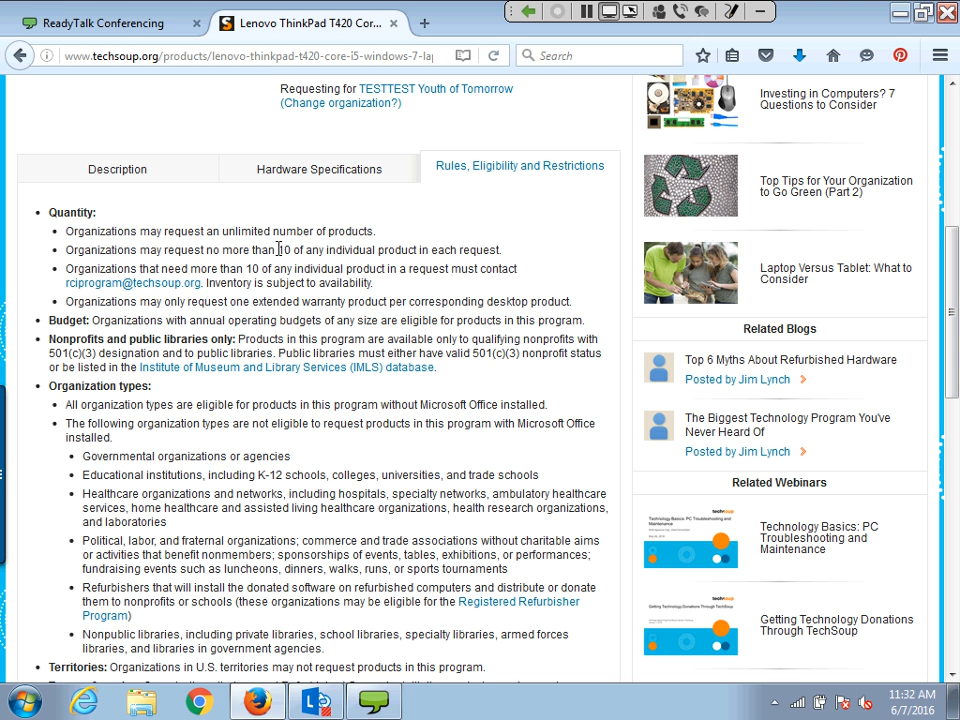 ReadyTalk Conferencing
Lenovo ThinkPad T420 Cor...
www.techsoup.org/products/lenovo-thinkpad-t420-core-i5-windows-7-la
Search
Requesting for TESTTEST Youth of Tomorrow
(Change organization?)
Description
Hardware Specifications
Rules, Eligibility and Restrictions
• Quantity:
• Organizations may request an unlimited number of products.
• Organizations may request no more than 10 of any individual product in each request.
• Organizations that need more than 10 of any individual product in a request must contact
rciprogram@techsoup.org. Inventory is subject to availability.
• Organizations may only request one extended warranty product per corresponding desktop product.
• Budget: Organizations with annual operating budgets of any size are eligible for products in this program.
• Nonprofits and public libraries only: Products in this program are available only to qualifying nonprofits with
501(c)(3) designation and to public libraries. Public libraries must either have valid 501(c)(3) nonprofit status
or be listed in the Institute of Museum and Library Services (IMLS) database.
• Organization types:
• All organization types are eligible for products in this program without Microsoft Office installed.
• The following organization types are not eligible to request products in this program with Microsoft Office
installed.
• Governmental organizations or agencies
• Educational institutions, including K-12 schools, colleges, universities, and trade schools
• Healthcare organizations and networks, including hospitals, specialty networks, ambulatory healthcare
services, home healthcare and assisted living healthcare organizations, health research organizations,
and laboratories
• Political, labor, and fraternal organizations; commerce and trade associations without charitable aims
or activities that benefit nonmembers; sponsorships of events, tables, exhibitions, or performances;
fundraising events such as luncheons, dinners, walks, runs, or sports tournaments
• Refurbishers that will install the donated software on refurbished computers and distribute or donate
them to nonprofits or schools (these organizations may be eligible for the Registered Refurbisher
Program)
• Nonpublic libraries, including private libraries, school libraries, specialty libraries, armed forces
libraries, and libraries in government agencies.
• Territories: Organizations in U.S. territories may not request products in this program.
Investing in Computers? 7
Questions to Consider
Top Tips for Your Organization
to Go Green (Part 2)
Laptop Versus Tablet: What to
Consider
Related Blogs
Top 6 Myths About Refurbished Hardware
Posted by Jim Lynch
The Biggest Technology Program You've
Never Heard Of
Posted by Jim Lynch
Related Webinars
techsoup
Technology Basics: PC Troubleshooting and
Maintenance
Technology Basics: PC
Troubleshooting and
Maintenance
techsoup
Getting Technology Donations Through TechSoup
Getting Technology Donations
Through TechSoup
11:32 AM
6/7/2016